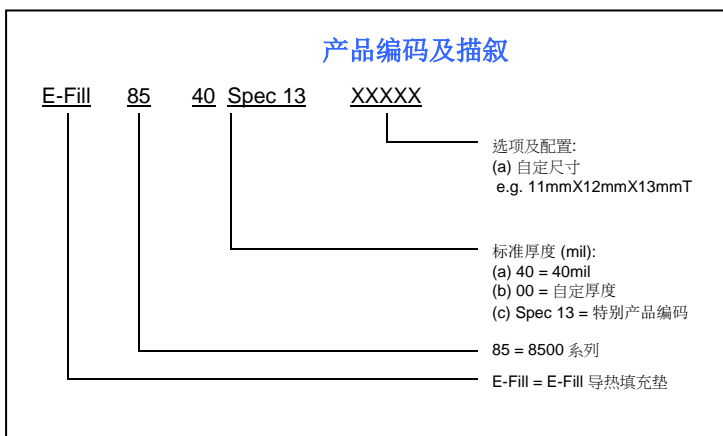 产品编码及描叙
E-Fill 85 40 Spec 13 XXXXX
选项及配置:
(a) 自定尺寸
e.g. 11mmX12mmX13mmT
标准厚度 (mil):
(a) 40 = 40mil
(b) 00 = 自定厚度
(c) Spec 13 = 特别产品编码
85 = 8500 系列
E-Fill = E-Fill 导热填充垫